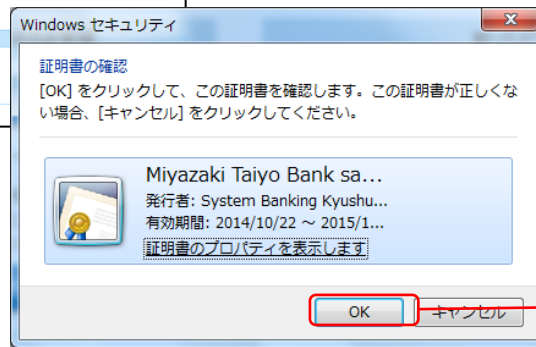 Windows セキュリティ
証明書の確認
[OK] をクリックして、この証明書を確認します。この証明書が正しくな
い場合、[キャンセル] をクリックしてください。
Miyazaki Taiyo Bank sa...
発行者: System Banking Kyushu...
有効期間: 2014/10/22 ～ 2015/1...
証明書のプロパティを表示します
OK
キャンセル